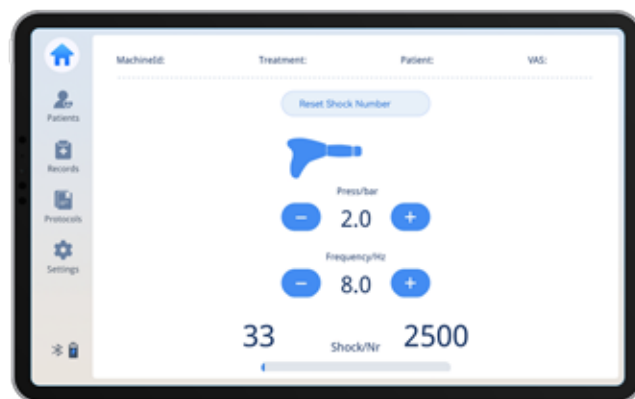 MachineId: Treatment: Patient: VAS:
Reset Shock Number
Patients
Records
Protocols
Settings
Press/bar
− 2.0 +
Frequency/Hz
− 8.0 +
33 Shock/Nr 2500